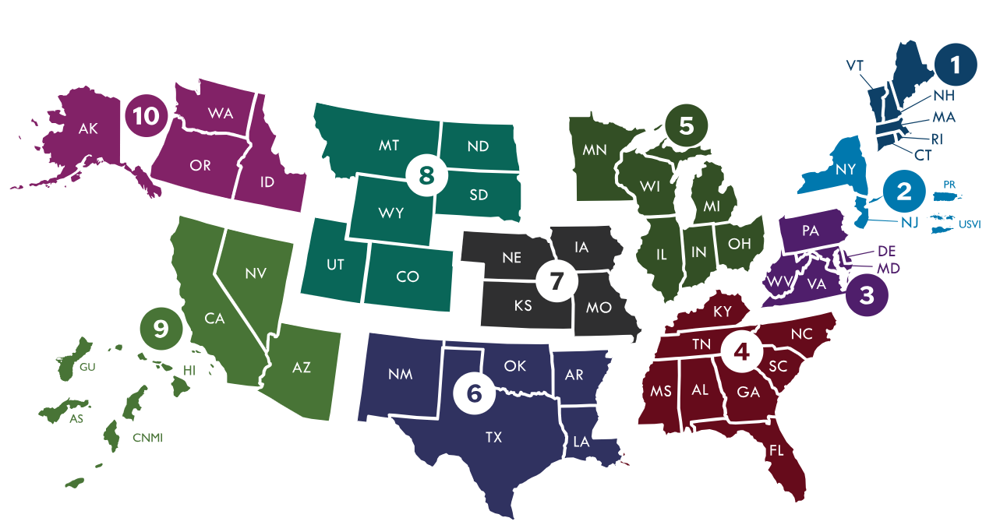 1
VT
NH
MA
RI
CT
2
NY
NJ
PR
USVI
3
PA
DE
MD
WV
VA
4
KY
TN
NC
SC
MS
AL
GA
FL
5
MN
WI
MI
IL
IN
OH
6
NM
OK
AR
TX
LA
7
NE
IA
KS
MO
8
MT
ND
SD
WY
UT
CO
9
NV
CA
AZ
HI
GU
AS
CNMI
10
AK
WA
OR
ID